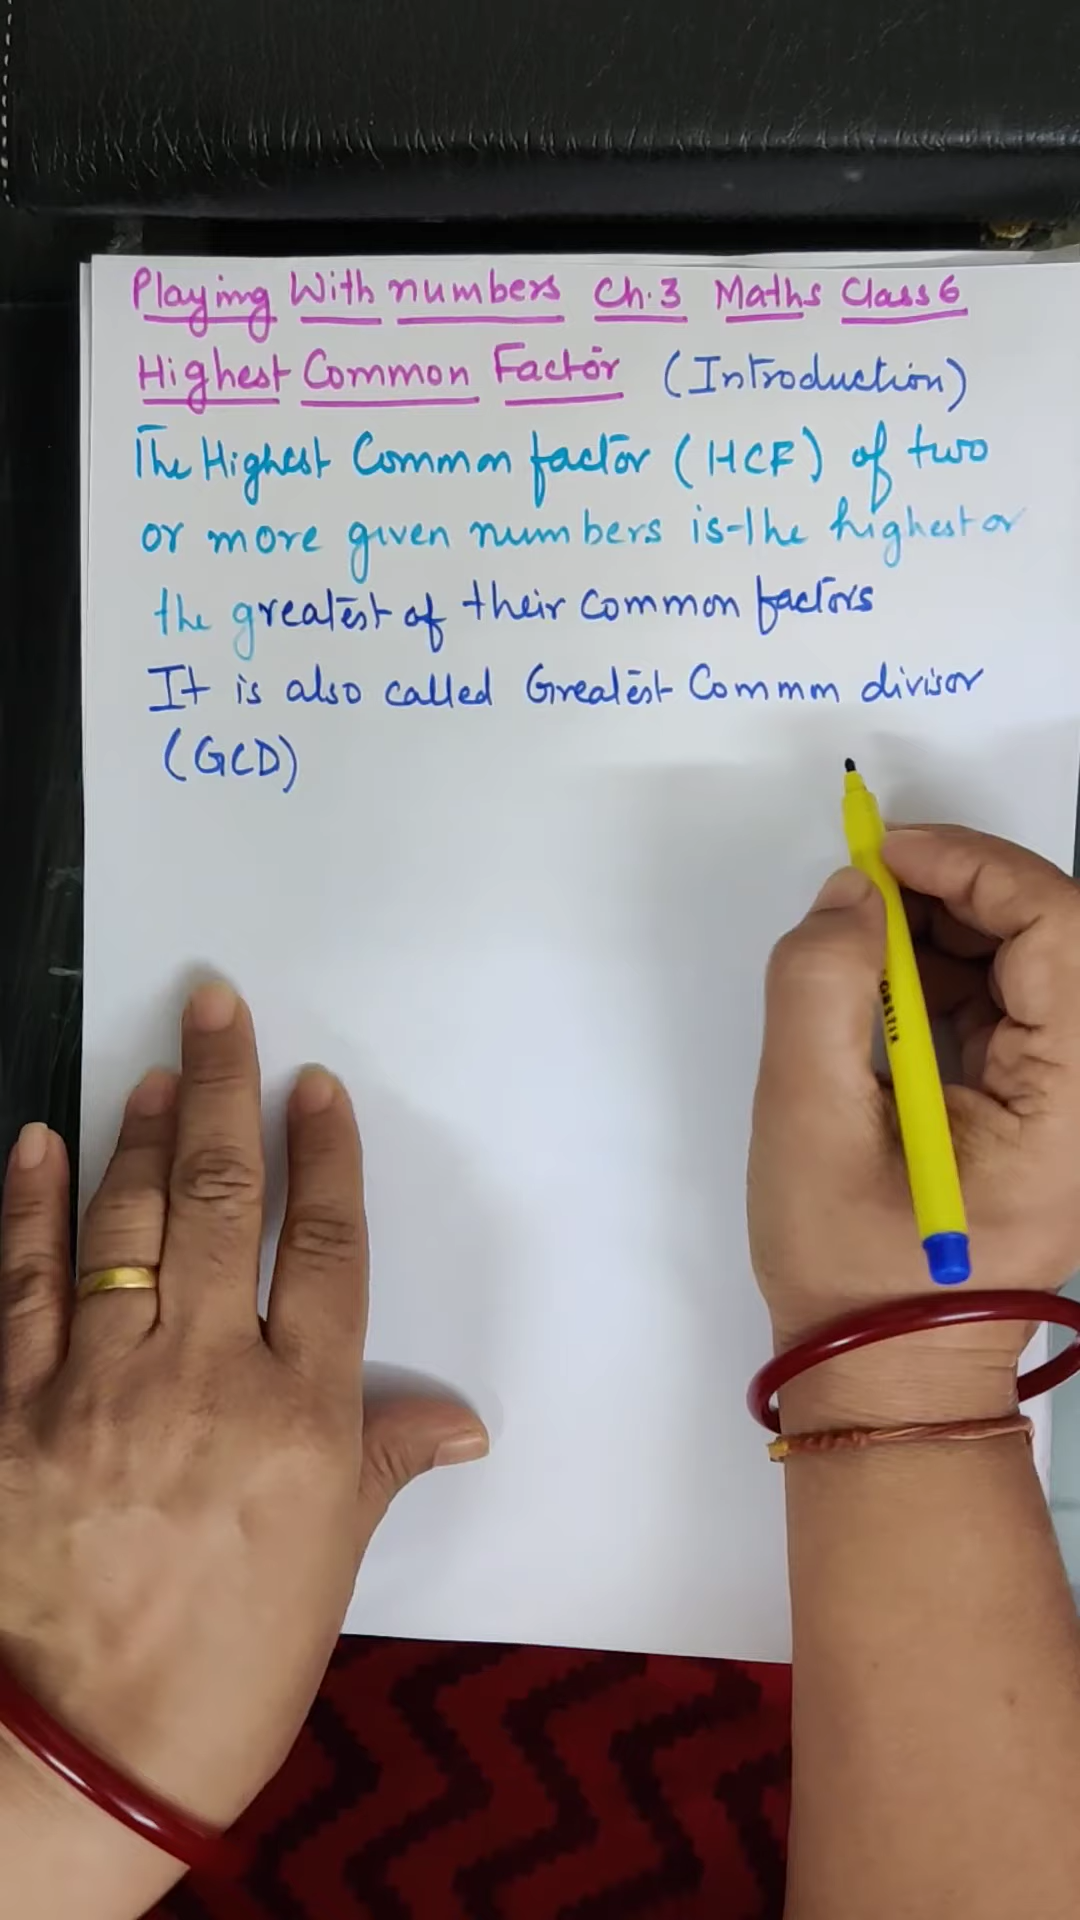 Playing With numbers Ch.3 Maths Class 6
Highest Common Factor (Introduction)
The Highest Common factor (HCF) of two
or more given numbers is the highest or
the greatest of their common factors
It is also called Greatest Common divisor
(GCD)